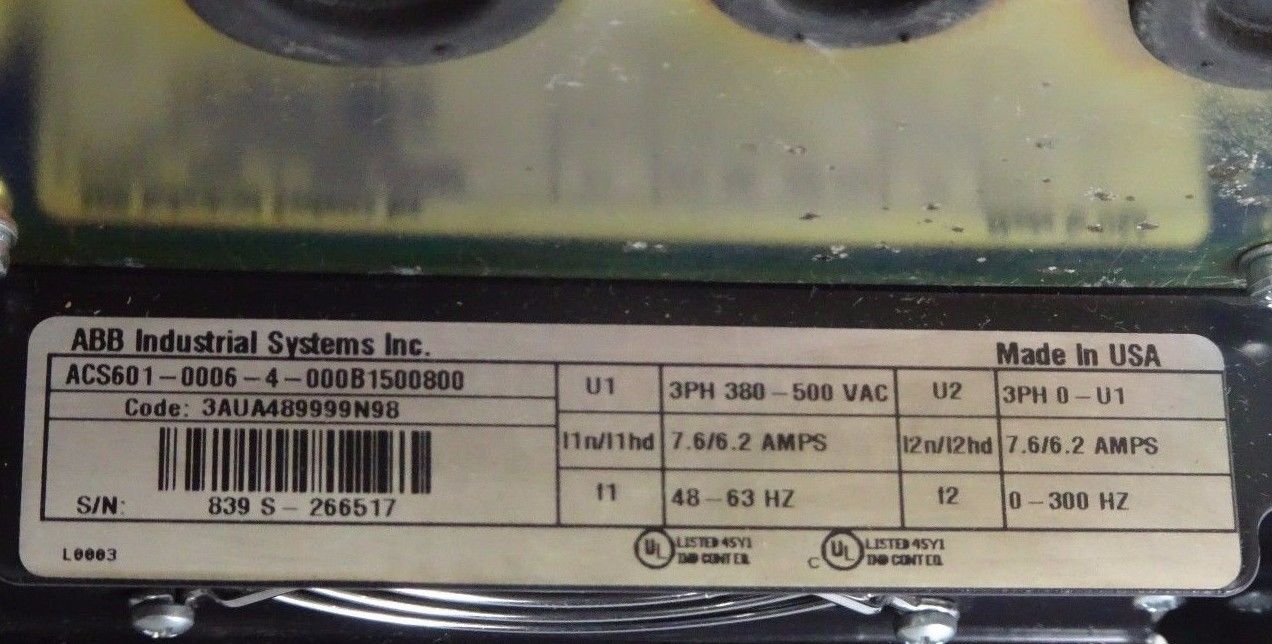 ABB Industrial Systems Inc.
Made In USA
ACS601-0006-4-000B1500800
Code: 3AUA489999N98
S/N: 839 S - 266517
U1 3PH 380-500 VAC U2 3PH 0-U1
I1n/I1hd 7.6/6.2 AMPS I2n/I2hd 7.6/6.2 AMPS
f1 48-63 HZ f2 0-300 HZ
L0003
UL LISTED 45Y1
IND CONT EQ.
C UL LISTED 45Y1
IND CONT EQ.